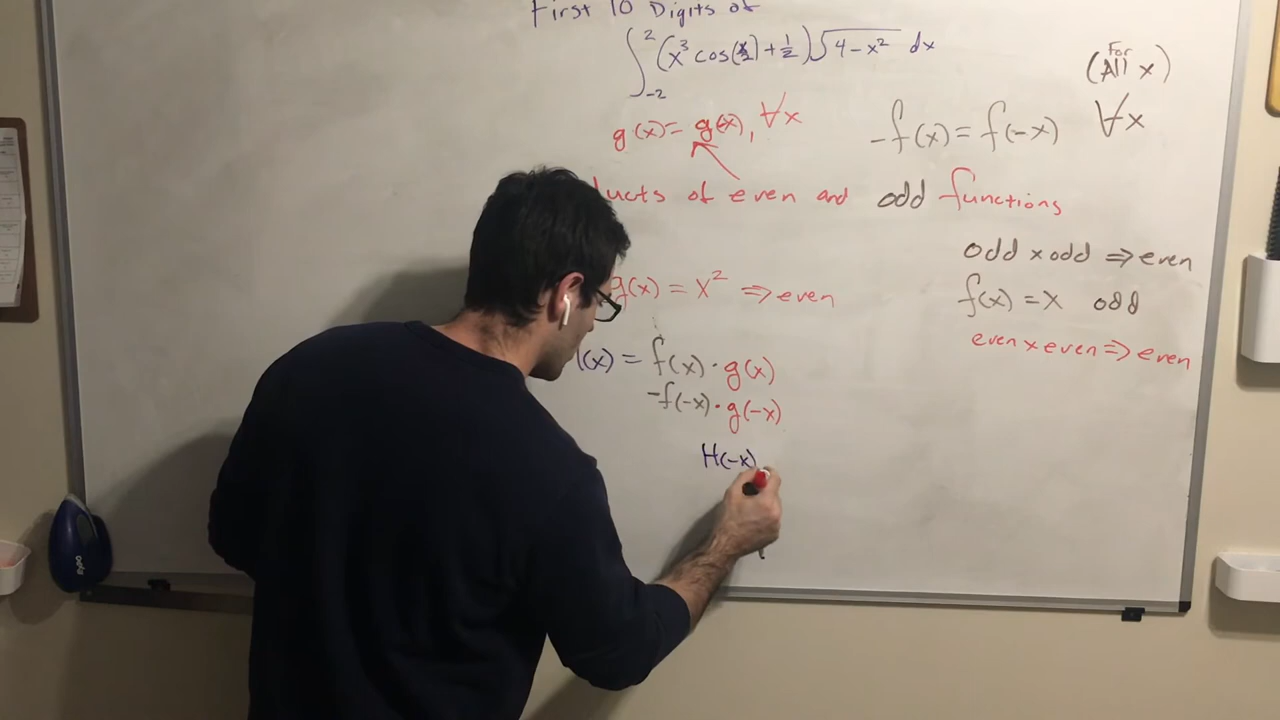 First 10 Digits of
∫₋₂² (x³ cos(x/2) + 1/2) √(4 - x²) dx
(For All x)
g(x) = g(-x), ∀x
-f(x) = f(-x) ∀x
ducts of even and odd functions
odd x odd ⇒ even
g(x) = x² ⇒ even
f(x) = x odd
even x even ⇒ even
(x) = f(x) · g(x)
-f(-x) · g(-x)
H(-x)